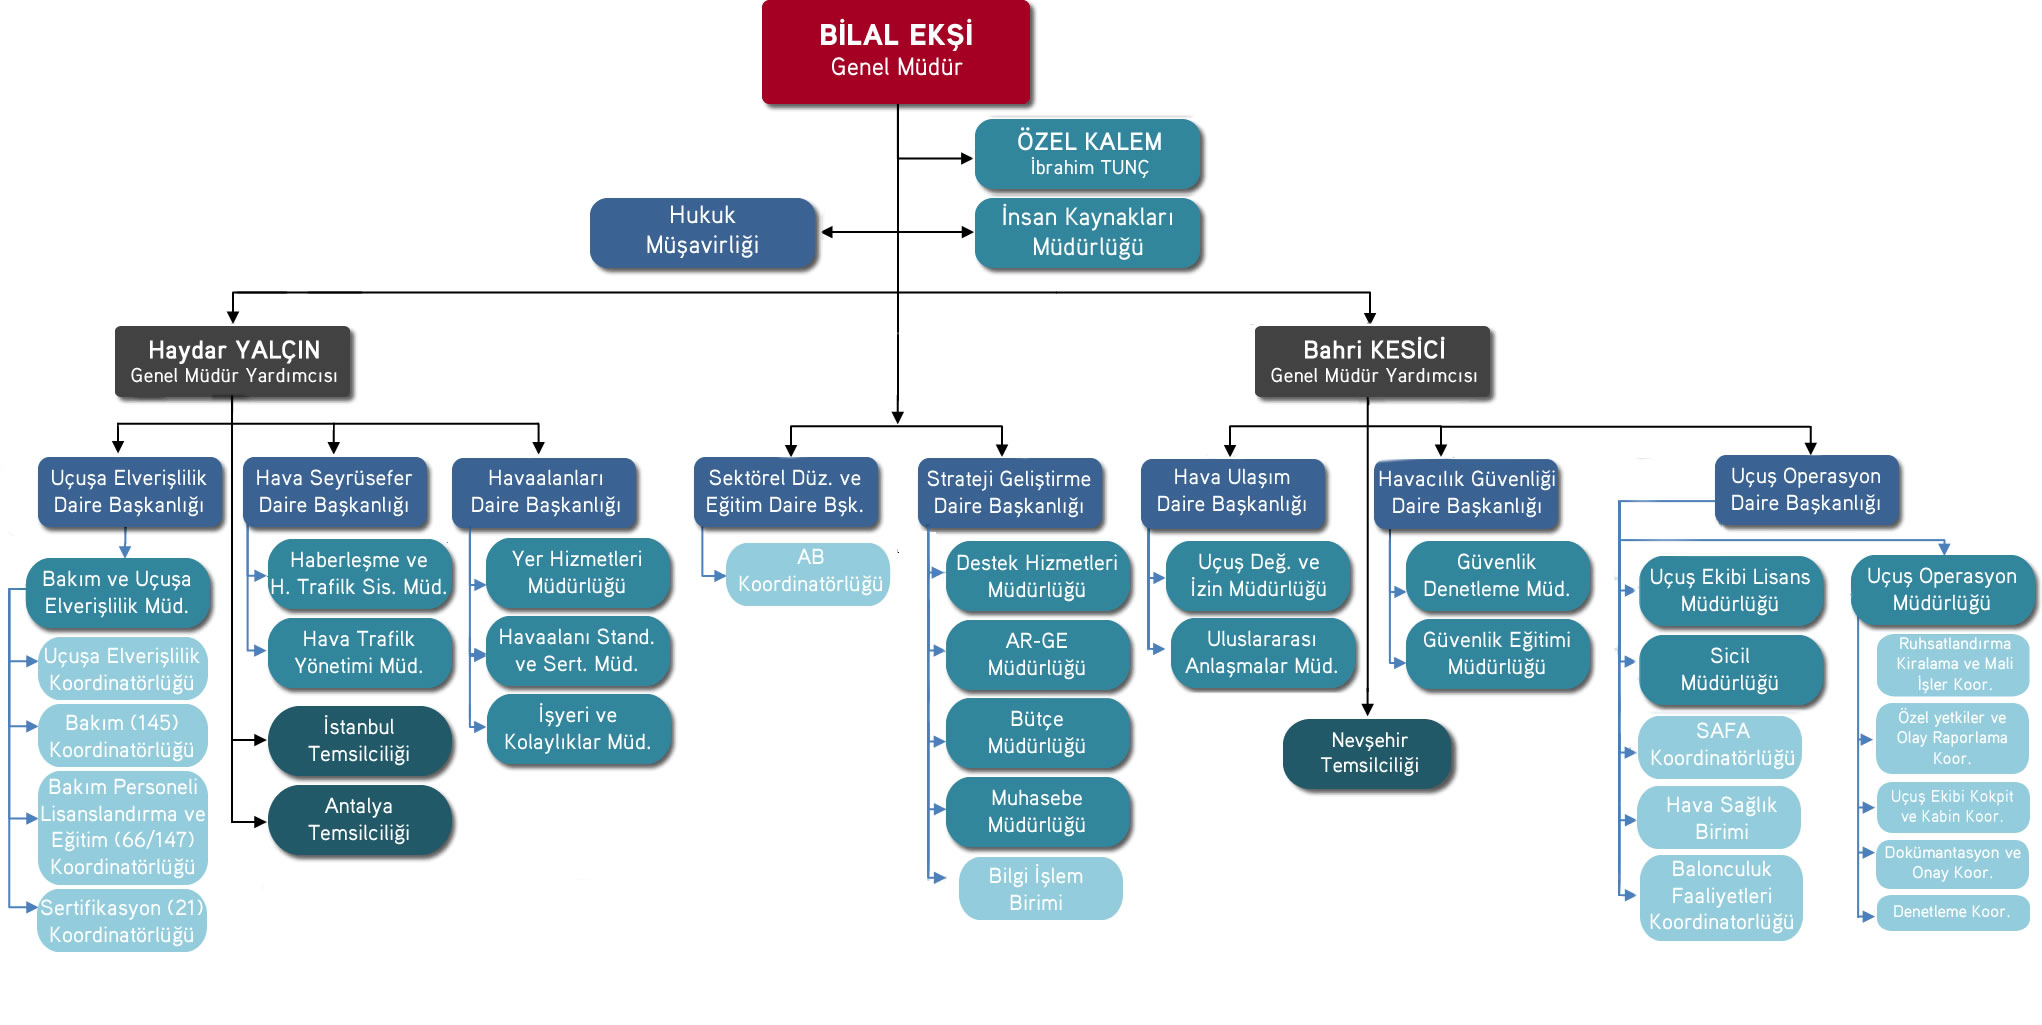 BİLAL EKŞİ
Genel Müdür
ÖZEL KALEM
İbrahim TUNÇ
Hukuk
Müşavirliği
İnsan Kaynakları
Müdürlüğü
Haydar YALÇIN
Genel Müdür Yardımcısı
Bahri KESİCİ
Genel Müdür Yardımcısı
Uçuşa Elverişlilik
Daire Başkanlığı
Bakım ve Uçuşa
Elverişlilik Müd.
Uçuşa Elverişlilik
Koordinatörlüğü
Bakım (145)
Koordinatörlüğü
Bakım Personeli
Lisanslandırma ve
Eğitim (66/147)
Koordinatörlüğü
Sertifikasyon (21)
Koordinatörlüğü
Hava Seyrüsefer
Daire Başkanlığı
Haberleşme ve
H. Trafilk Sis. Müd.
Hava Trafilk
Yönetimi Müd.
İstanbul
Temsilciliği
Antalya
Temsilciliği
Havaalanları
Daire Başkanlığı
Yer Hizmetleri
Müdürlüğü
Havaalanı Stand.
ve Sert. Müd.
İşyeri ve
Kolaylıklar Müd.
Sektörel Düz. ve
Eğitim Daire Bşk.
AB
Koordinatörlüğü
Strateji Geliştirme
Daire Başkanlığı
Destek Hizmetleri
Müdürlüğü
AR-GE
Müdürlüğü
Bütçe
Müdürlüğü
Muhasebe
Müdürlüğü
Bilgi İşlem
Birimi
Hava Ulaşım
Daire Başkanlığı
Uçuş Değ. ve
İzin Müdürlüğü
Uluslararası
Anlaşmalar Müd.
Havacılık Güvenliği
Daire Başkanlığı
Güvenlik
Denetleme Müd.
Güvenlik Eğitimi
Müdürlüğü
Nevşehir
Temsilciliği
Uçuş Operasyon
Daire Başkanlığı
Uçuş Ekibi Lisans
Müdürlüğü
Sicil
Müdürlüğü
SAFA
Koordinatörlüğü
Hava Sağlık
Birimi
Balonculuk
Faaliyetleri
Koordinatorlüğü
Uçuş Operasyon
Müdürlüğü
Ruhsatlandırma
Kiralama ve Mali
İşler Koor.
Özel yetkiler ve
Olay Raporlama
Koor.
Uçuş Ekibi Kokpit
ve Kabin Koor.
Dokümantasyon ve
Onay Koor.
Denetleme Koor.